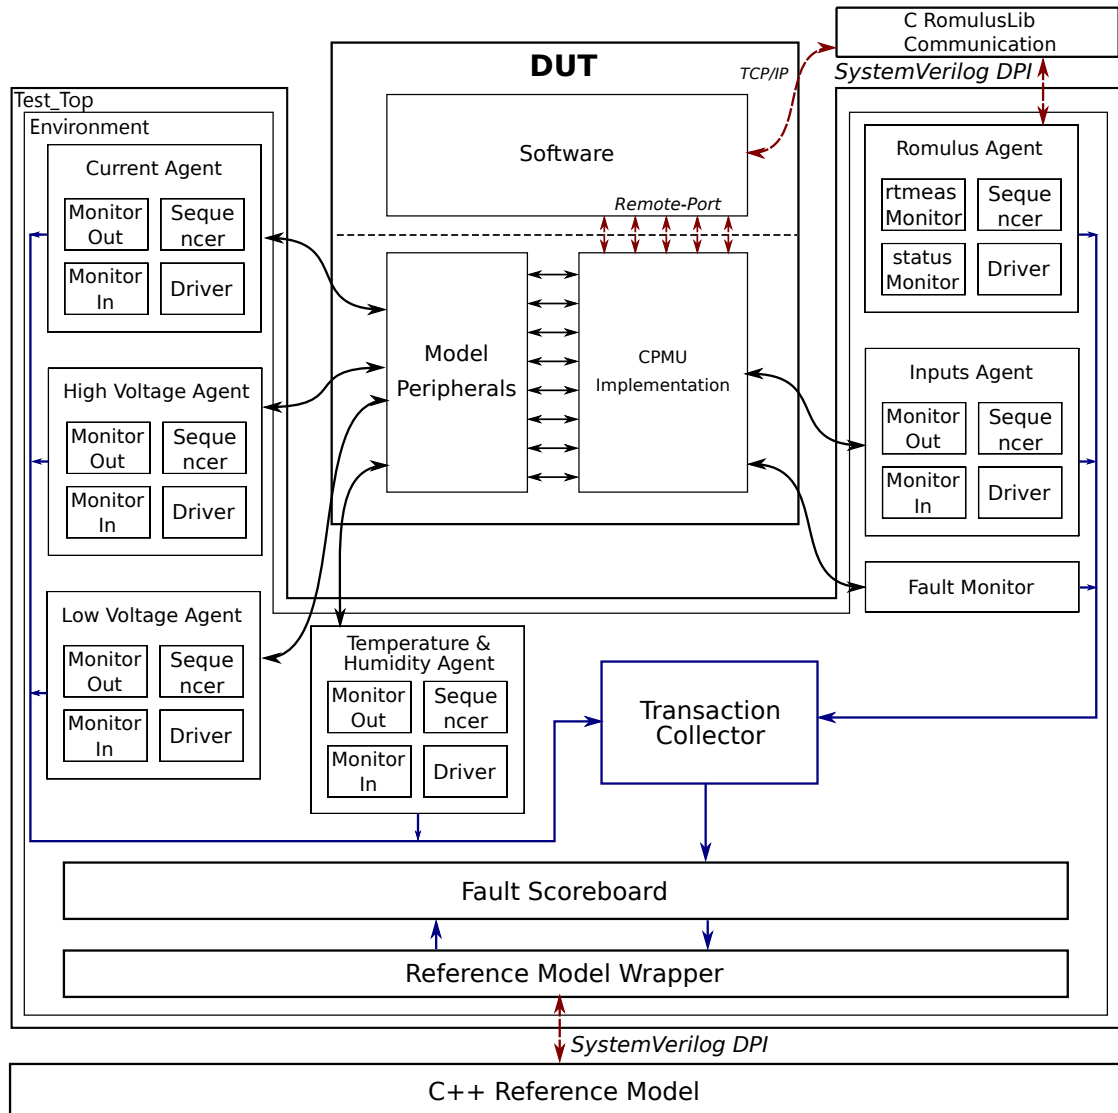 C RomulusLib
Communication
DUT
TCP/IP
SystemVerilog DPI
Test_Top
Environment
Current Agent
Monitor
Out
Seque
ncer
Monitor
In
Driver
High Voltage Agent
Monitor
Out
Seque
ncer
Monitor
In
Driver
Low Voltage Agent
Monitor
Out
Seque
ncer
Monitor
In
Driver
Software
Remote-Port
Model
Peripherals
CPMU
Implementation
Romulus Agent
rtmeas
Monitor
Seque
ncer
status
Monitor
Driver
Inputs Agent
Monitor
Out
Seque
ncer
Monitor
In
Driver
Fault Monitor
Temperature &
Humidity Agent
Monitor
Out
Seque
ncer
Monitor
In
Driver
Transaction
Collector
Fault Scoreboard
Reference Model Wrapper
SystemVerilog DPI
C++ Reference Model